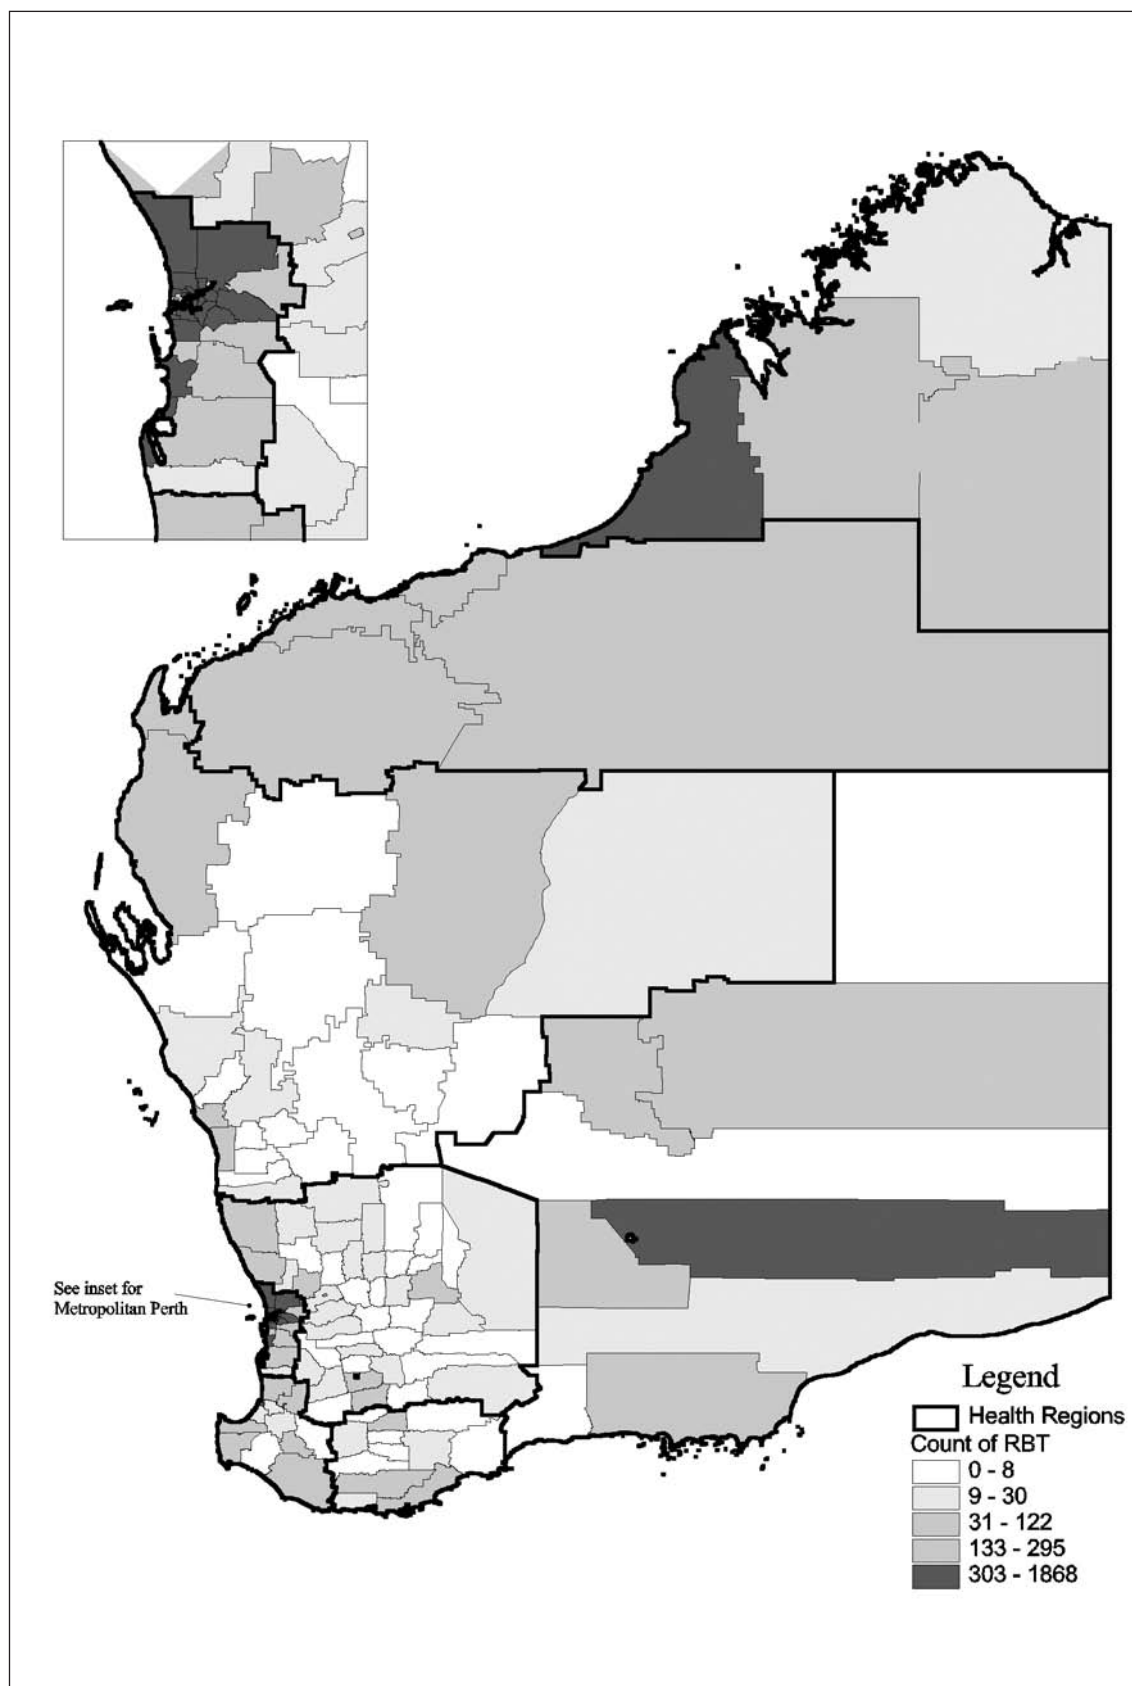 See inset for
Metropolitan Perth
Legend
Health Regions
Count of RBT
0 - 8
9 - 30
31 - 122
133 - 295
303 - 1868